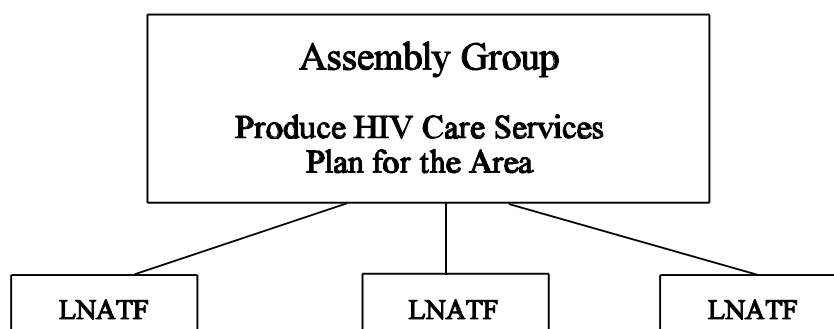 Assembly Group
Produce HIV Care Services
Plan for the Area
LNATF LNATF LNATF